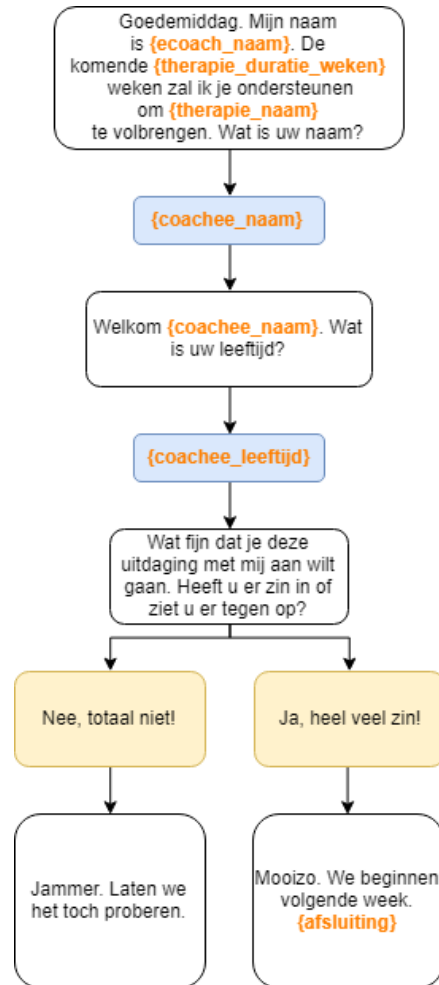 Goedemiddag. Mijn naam
is {ecoach_naam}. De
komende {therapie_duratie_weken}
weken zal ik je ondersteunen
om {therapie_naam}
te volbrengen. Wat is uw naam?
{coachee_naam}
Welkom {coachee_naam}. Wat
is uw leeftijd?
{coachee_leeftijd}
Wat fijn dat je deze
uitdaging met mij aan wilt
gaan. Heeft u er zin in of
ziet u er tegen op?
Nee, totaal niet!
Ja, heel veel zin!
Jammer. Laten we
het toch proberen.
Mooizo. We beginnen
volgende week.
{afsluiting}